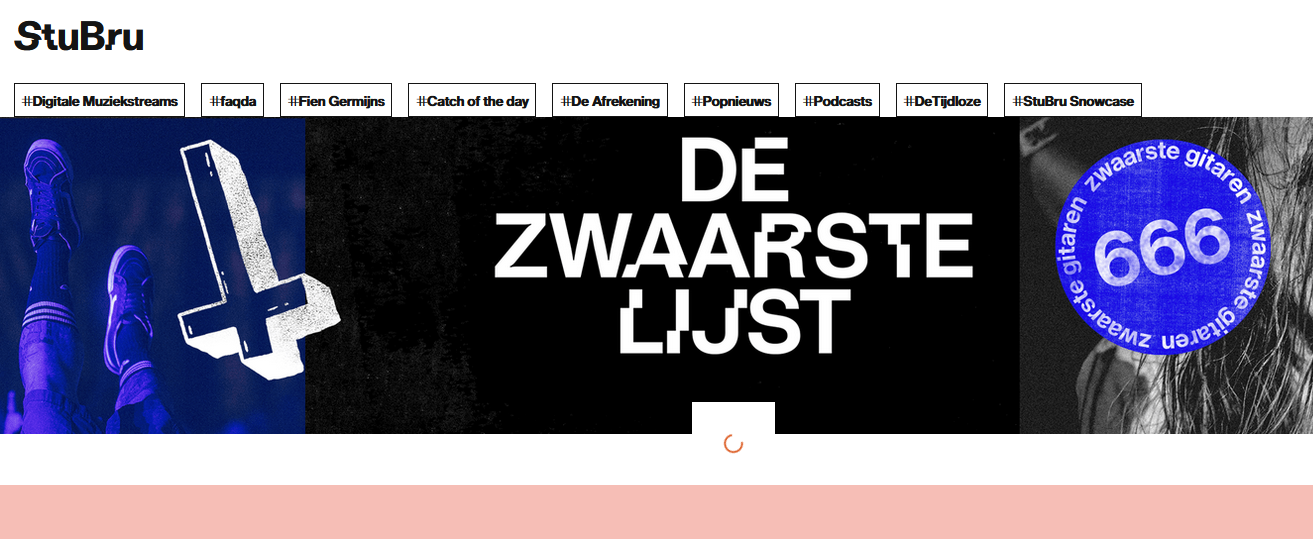 StuBru
#Digitale Muziekstreams
#faqda
#Fien Germijns
#Catch of the day
#De Afrekening
#Popnieuws
#Podcasts
#DeTijdloze
#StuBru Snowcase
DE
ZWAARSTE
LIJST
zwaarste gitaren zwaarste gitaren zwaarste gitaren
666